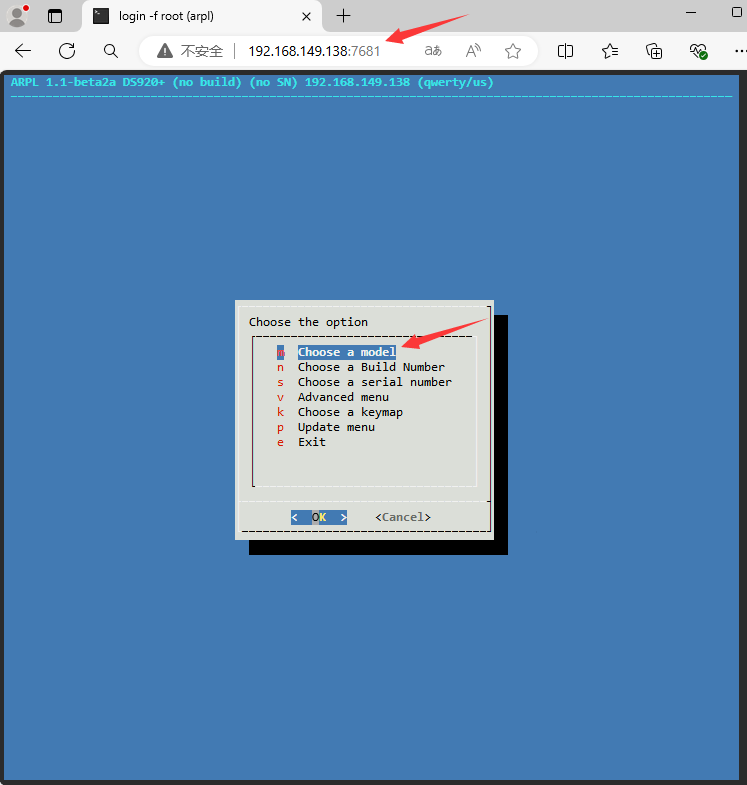 login -f root (arpl)
不安全 192.168.149.138:7681 aあ A
ARPL 1.1-beta2a DS920+ (no build) (no SN) 192.168.149.138 (qwerty/us)
Choose the option
m Choose a model
n Choose a Build Number
s Choose a serial number
v Advanced menu
k Choose a keymap
p Update menu
e Exit
< OK > <Cancel>